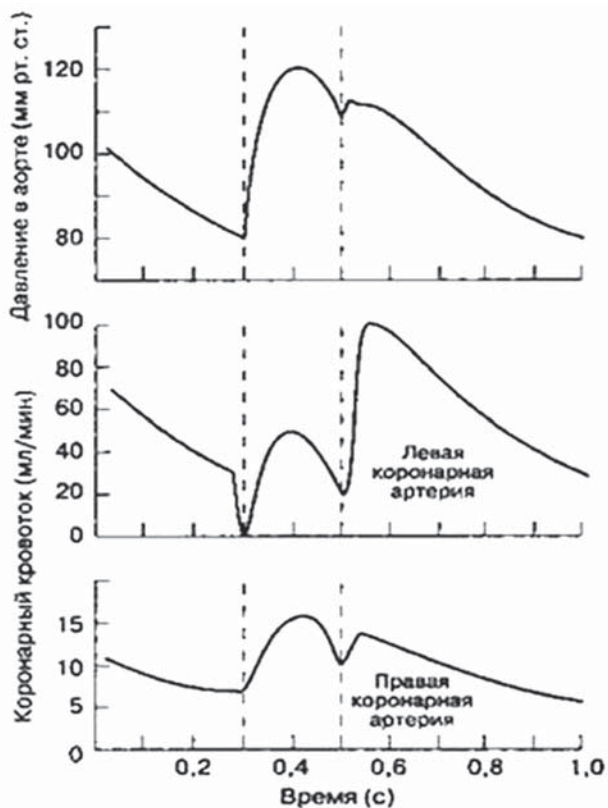 Давление в аорте (мм рт. ст.)
120
100
80
Коронарный кровоток (мл/мин)
100
80
60
40
20
0
Левая
коронарная
артерия
15
10
5
0
Правая
коронарная
артерия
0,2 0,4 0,6 0,8 1,0
Время (с)